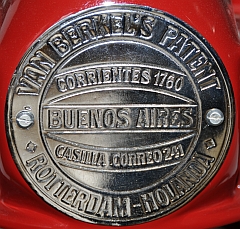 VAN BERKEL'S PATENT
CORRIENTES 1760
BUENOS AIRES
CASILLA CORREO 241
ROTTERDAM-HOLANDA